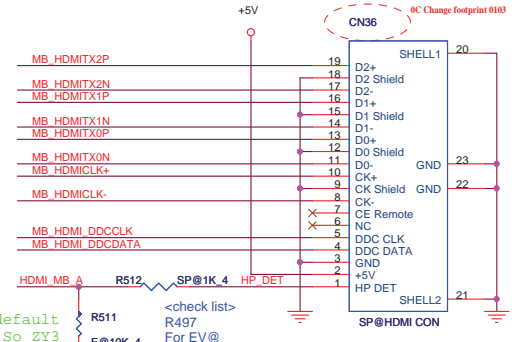 +5V
CN36
0C Change footprint 0103
SHELL1 20
MB_HDMITX2P 19 D2+
18 D2 Shield
MB_HDMITX2N 17 D2-
MB_HDMITX1P 16 D1+
15 D1 Shield
MB_HDMITX1N 14 D1-
MB_HDMITX0P 13 D0+
12 D0 Shield
MB_HDMITX0N 11 D0- GND 23
MB_HDMICLK+ 10 CK+
9 CK Shield GND 22
MB_HDMICLK- 8 CK-
7 CE Remote
6 NC
MB_HDMI_DDCCLK 5 DDC CLK
MB_HDMI_DDCDATA 4 DDC DATA
3 GND
2 +5V
HDMI_MB_A R512 SP@1K_4 HP_DET 1 HP DET
SHELL2 21
SP@HDMI CON
<check list>
R497
For EV@
default
So ZY3
R511
E@10K_4